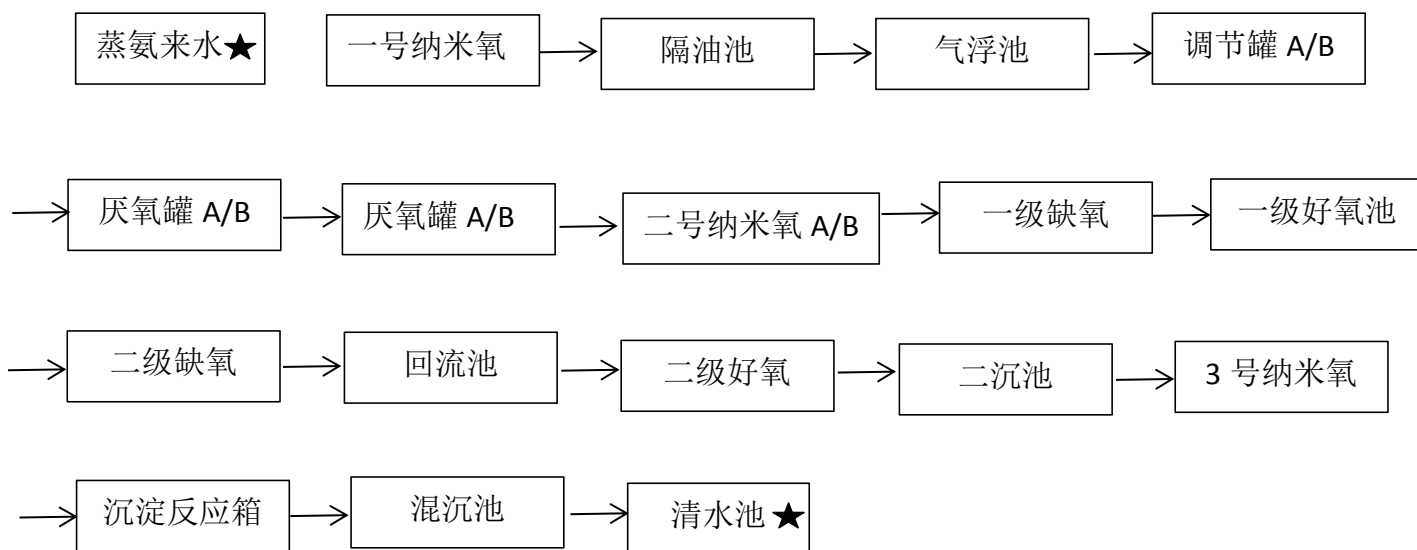 蒸氨来水★
一号纳米氧
隔油池
气浮池
调节罐 A/B
厌氧罐 A/B
厌氧罐 A/B
二号纳米氧 A/B
一级缺氧
一级好氧池
二级缺氧
回流池
二级好氧
二沉池
3 号纳米氧
沉淀反应箱
混沉池
清水池★